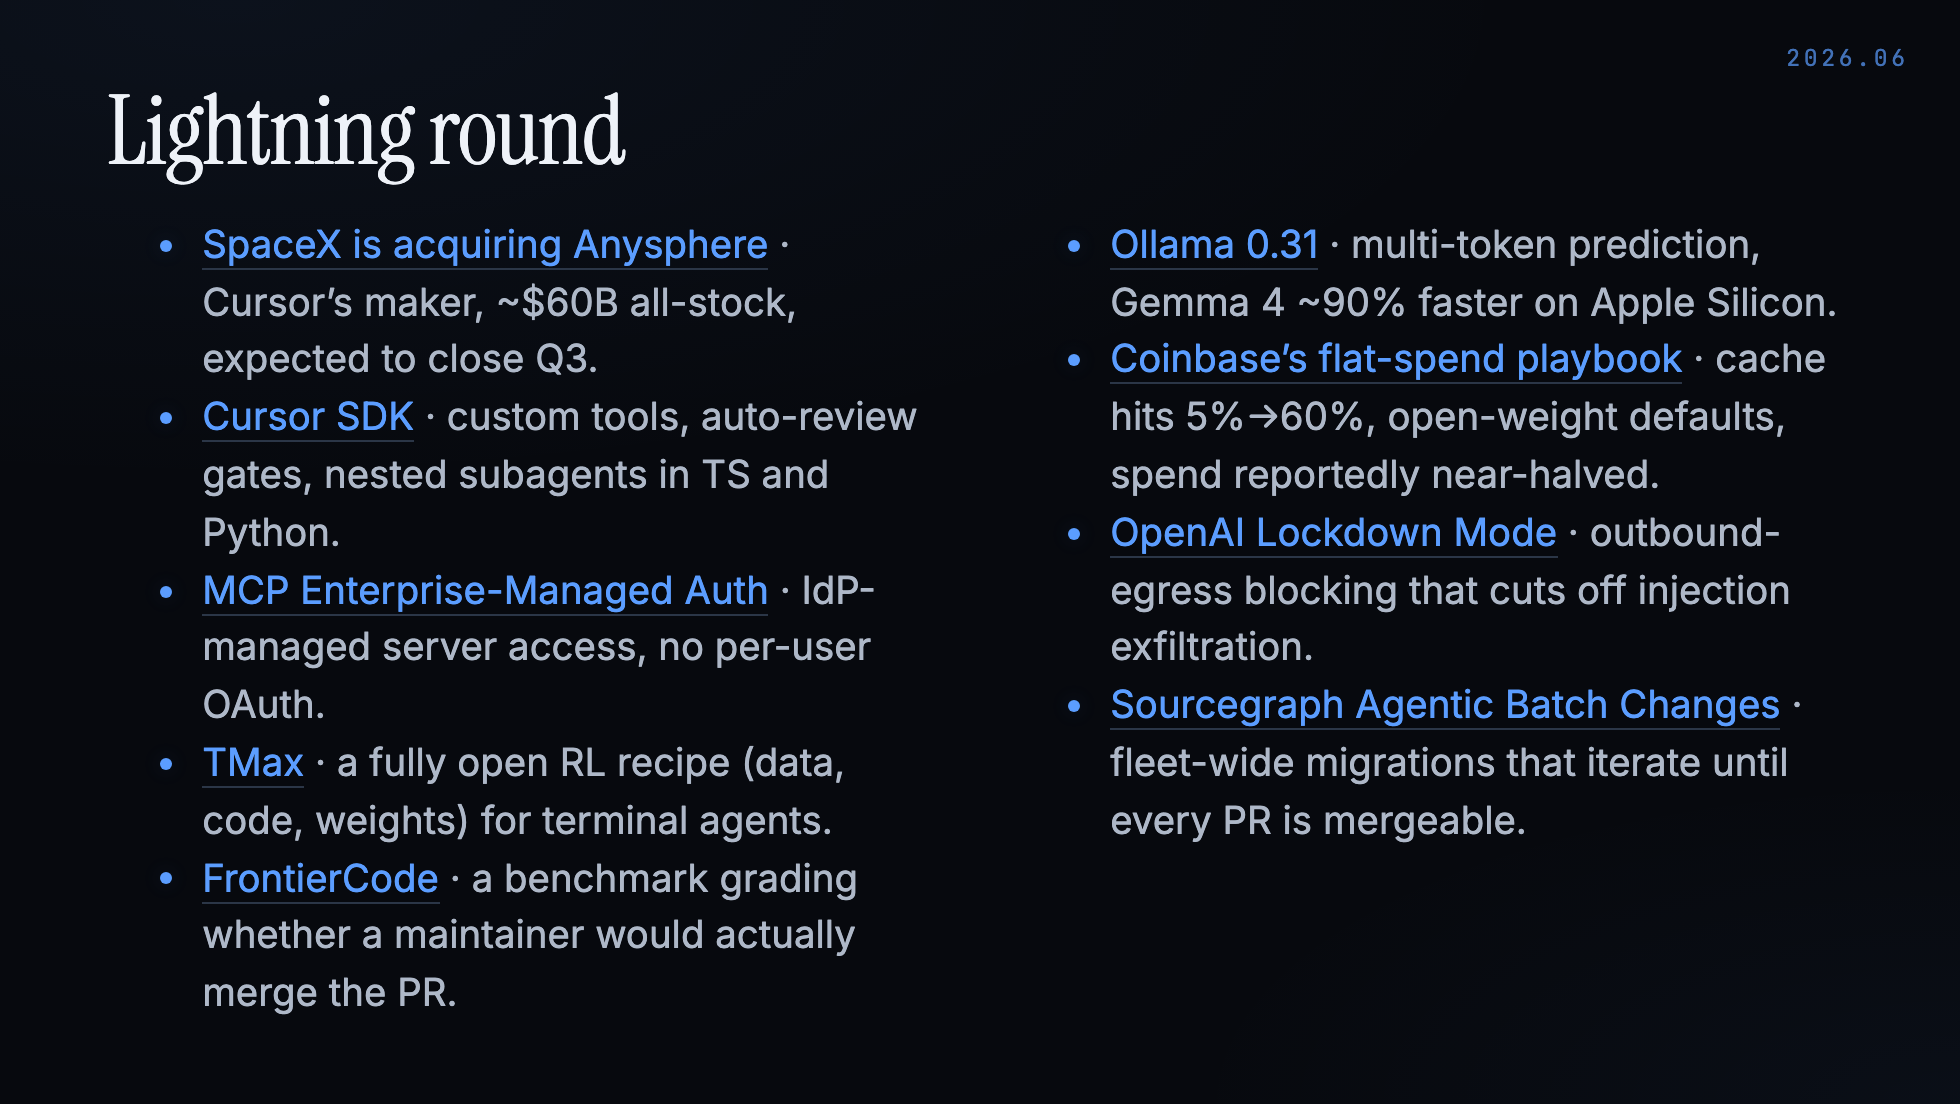 2026.06
Lightning round
• SpaceX is acquiring Anysphere ·
Cursor’s maker, ~$60B all-stock,
expected to close Q3.
• Cursor SDK · custom tools, auto-review
gates, nested subagents in TS and
Python.
• MCP Enterprise-Managed Auth · IdP-
managed server access, no per-user
OAuth.
• TMax · a fully open RL recipe (data,
code, weights) for terminal agents.
• FrontierCode · a benchmark grading
whether a maintainer would actually
merge the PR.
• Ollama 0.31 · multi-token prediction,
Gemma 4 ~90% faster on Apple Silicon.
• Coinbase’s flat-spend playbook · cache
hits 5%→60%, open-weight defaults,
spend reportedly near-halved.
• OpenAI Lockdown Mode · outbound-
egress blocking that cuts off injection
exfiltration.
• Sourcegraph Agentic Batch Changes ·
fleet-wide migrations that iterate until
every PR is mergeable.